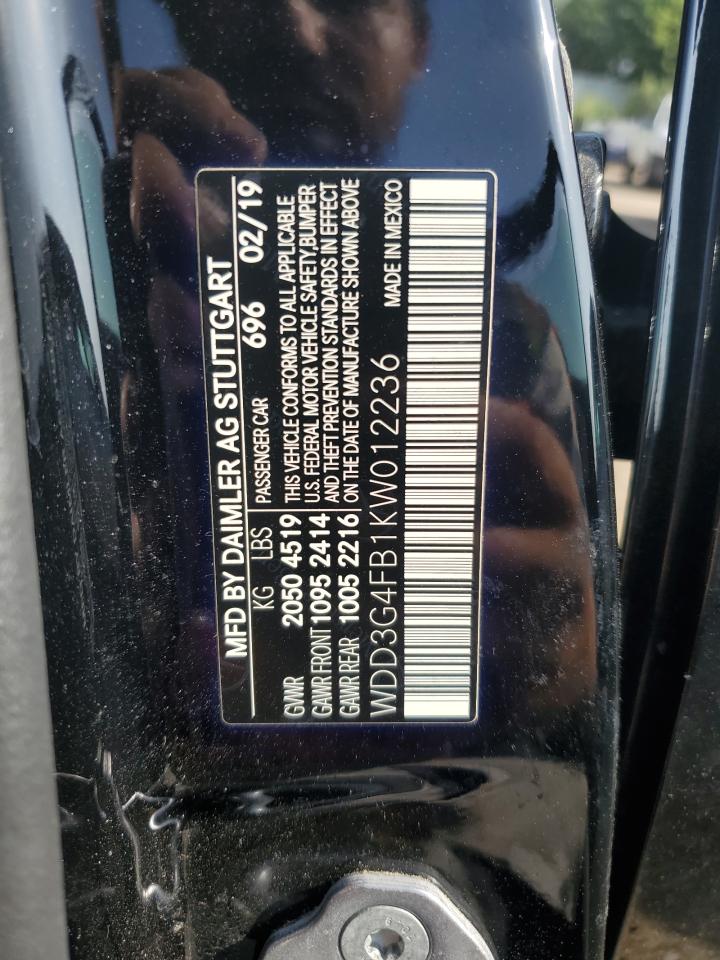 MFD BY DAIMLER AG STUTTGART
696 02/19
KG LBS PASSENGER CAR
GVWR 2050 4519 THIS VEHICLE CONFORMS TO ALL APPLICABLE
GAWR FRONT 1095 2414 U.S. FEDERAL MOTOR VEHICLE SAFETY, BUMPER
AND THEFT PREVENTION STANDARDS IN EFFECT
GAWR REAR 1005 2216 ON THE DATE OF MANUFACTURE SHOWN ABOVE
WDD3G4FB1KW012236 MADE IN MEXICO